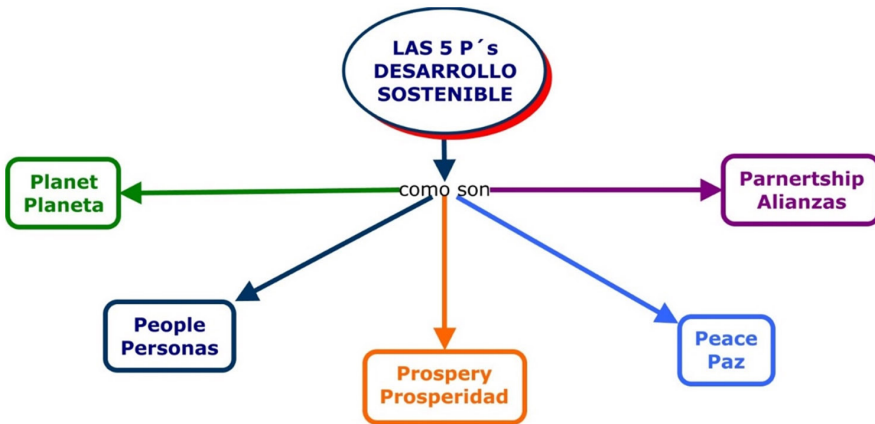 LAS 5 P´s
DESARROLLO
SOSTENIBLE
como son
Planet
Planeta
Parnertship
Alianzas
People
Personas
Peace
Paz
Prospery
Prosperidad